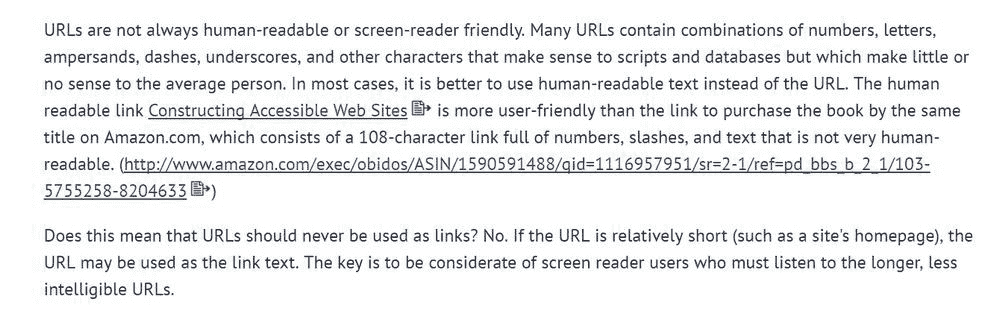 URLs are not always human-readable or screen-reader friendly. Many URLs contain combinations of numbers, letters,
ampersands, dashes, underscores, and other characters that make sense to scripts and databases but which make little or
no sense to the average person. In most cases, it is better to use human-readable text instead of the URL. The human
readable link Constructing Accessible Web Sites is more user-friendly than the link to purchase the book by the same
title on Amazon.com, which consists of a 108-character link full of numbers, slashes, and text that is not very human-
readable. (http://www.amazon.com/exec/obidos/ASIN/1590591488/qid=1116957951/sr=2-1/ref=pd_bbs_b_2_1/103-
5755258-8204633)
Does this mean that URLs should never be used as links? No. If the URL is relatively short (such as a site's homepage), the
URL may be used as the link text. The key is to be considerate of screen reader users who must listen to the longer, less
intelligible URLs.